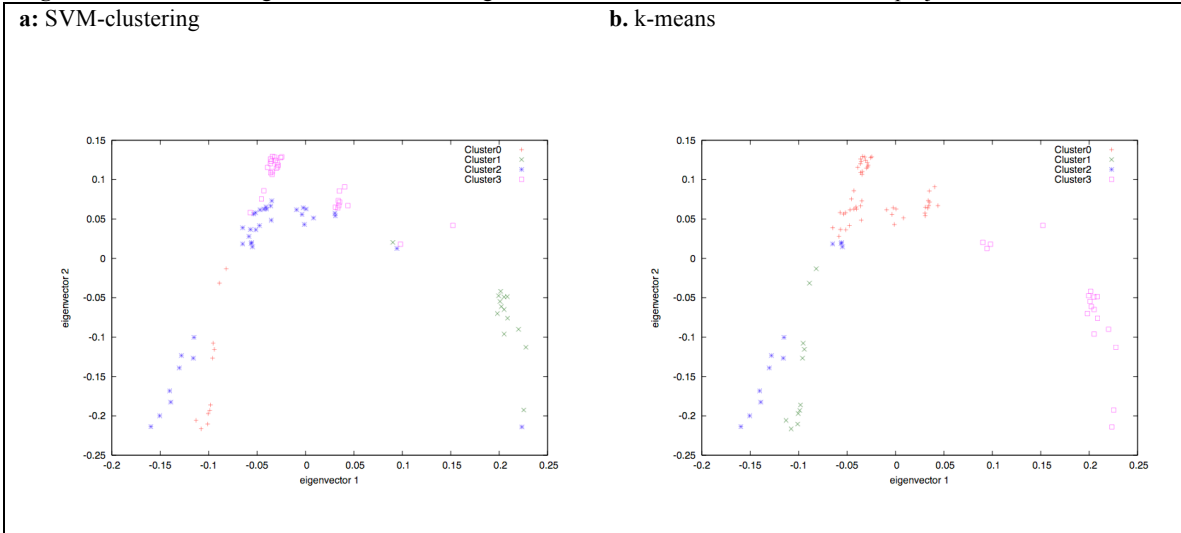 a: SVM-clustering
b. k-means
0.15
0.1
0.05
0
-0.05
-0.1
-0.15
-0.2
-0.25
eigenvector 2
Cluster0
Cluster1
Cluster2
Cluster3
-0.2 -0.15 -0.1 -0.05 0 0.05 0.1 0.15 0.2 0.25
eigenvector 1
0.15
0.1
0.05
0
-0.05
-0.1
-0.15
-0.2
-0.25
eigenvector 2
Cluster0
Cluster1
Cluster2
Cluster3
-0.2 -0.15 -0.1 -0.05 0 0.05 0.1 0.15 0.2 0.25
eigenvector 1